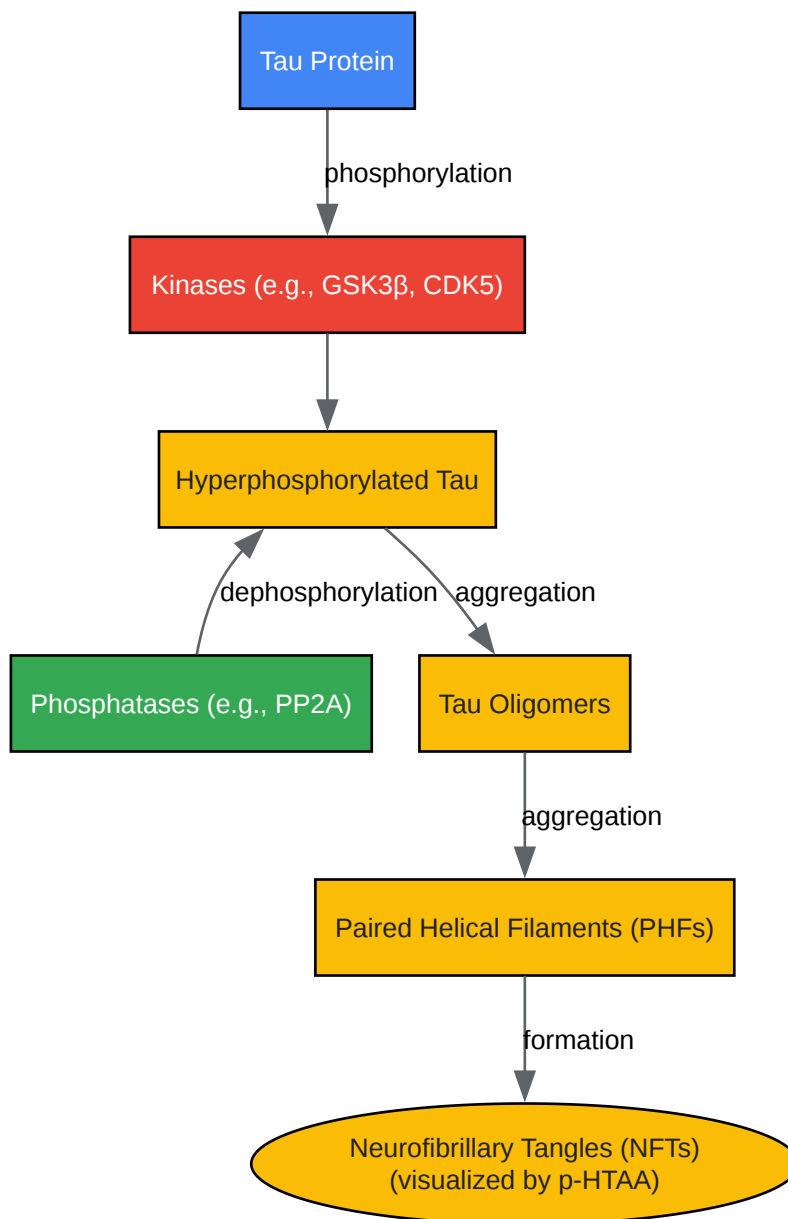 Tau Protein
phosphorylation
Kinases (e.g., GSK3β, CDK5)
Hyperphosphorylated Tau
dephosphorylation
aggregation
Phosphatases (e.g., PP2A)
Tau Oligomers
aggregation
Paired Helical Filaments (PHFs)
formation
Neurofibrillary Tangles (NFTs)
(visualized by p-HTAA)